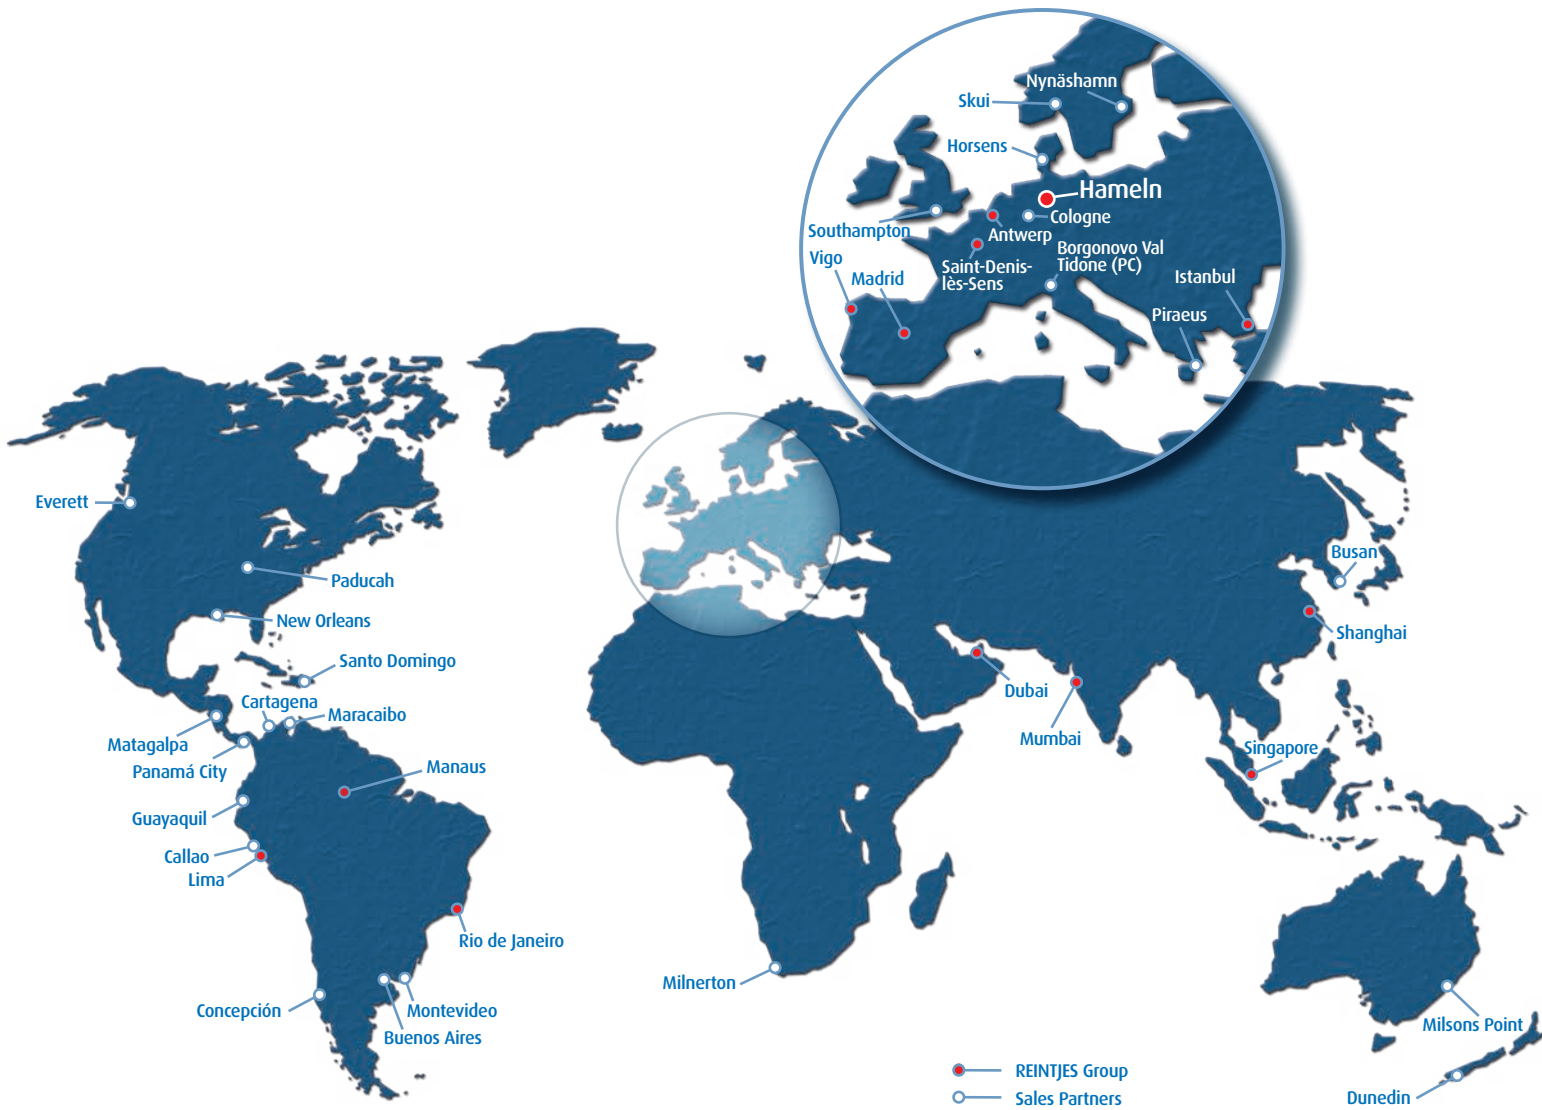 Nynäshamn
Skui
Horsens
Hameln
Cologne
Southampton
Antwerp
Vigo
Madrid
Saint-Denis-
lès-Sens
Borgonovo Val
Tidone (PC)
Istanbul
Piraeus
Everett
Paducah
New Orleans
Santo Domingo
Cartagena
Maracaibo
Matagalpa
Panamá City
Manaus
Guayaquil
Callao
Lima
Rio de Janeiro
Concepción
Montevideo
Buenos Aires
Milnerton
Busan
Shanghai
Dubai
Mumbai
Singapore
Milsons Point
Dunedin
REINTJES Group
Sales Partners